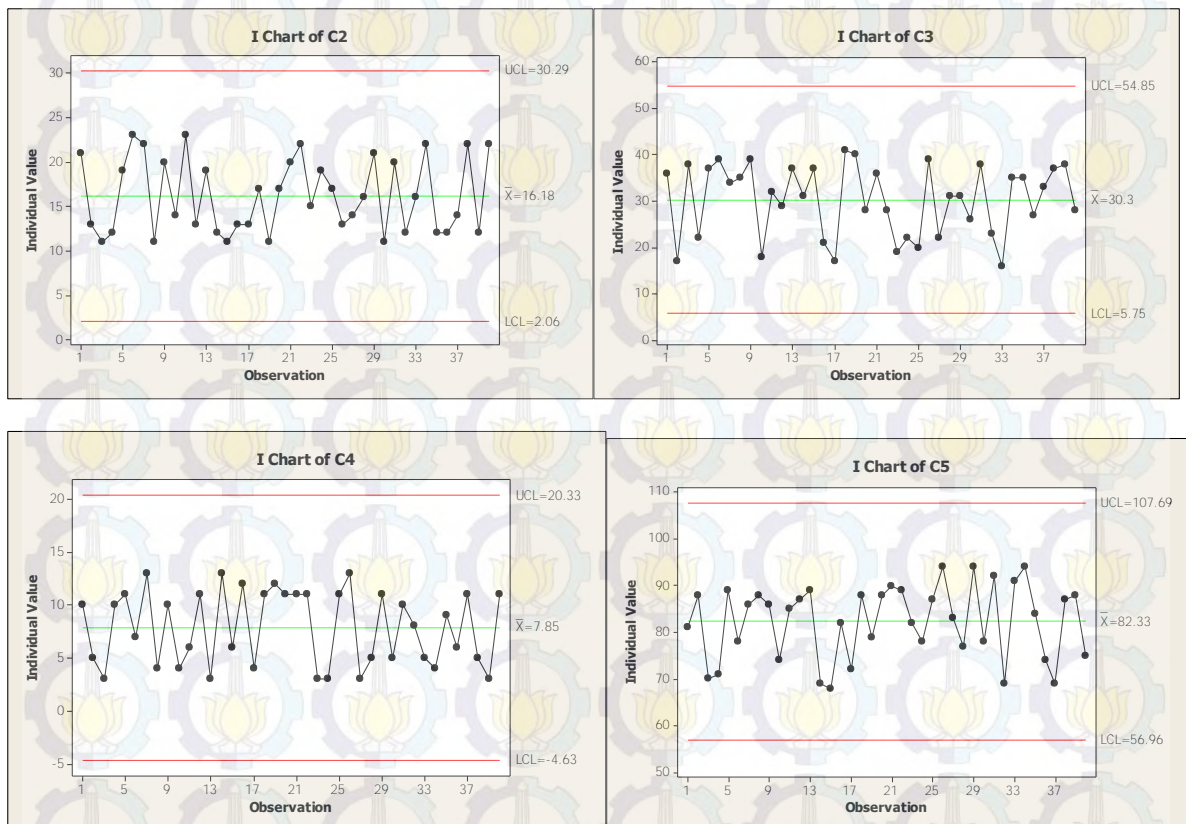 I Chart of C2
Individual Value
30
25
20
15
10
5
0
UCL=30.29
X̄=16.18
LCL=2.06
1 5 9 13 17 21 25 29 33 37
Observation
I Chart of C3
Individual Value
60
50
40
30
20
10
0
UCL=54.85
X̄=30.3
LCL=5.75
1 5 9 13 17 21 25 29 33 37
Observation
I Chart of C4
Individual Value
20
15
10
5
0
-5
UCL=20.33
X̄=7.85
LCL=-4.63
1 5 9 13 17 21 25 29 33 37
Observation
I Chart of C5
Individual Value
110
100
90
80
70
60
50
UCL=107.69
X̄=82.33
LCL=56.96
1 5 9 13 17 21 25 29 33 37
Observation